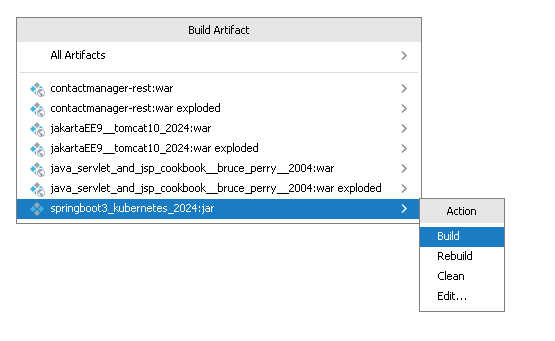 Build Artifact
All Artifacts
contactmanager-rest:war
contactmanager-rest:war exploded
jakartaEE9__tomcat10_2024:war
jakartaEE9__tomcat10_2024:war exploded
java_servlet_and_jsp_cookbook__bruce_perry__2004:war
java_servlet_and_jsp_cookbook__bruce_perry__2004:war exploded
springboot3_kubernetes_2024:jar
Action
Build
Rebuild
Clean
Edit...